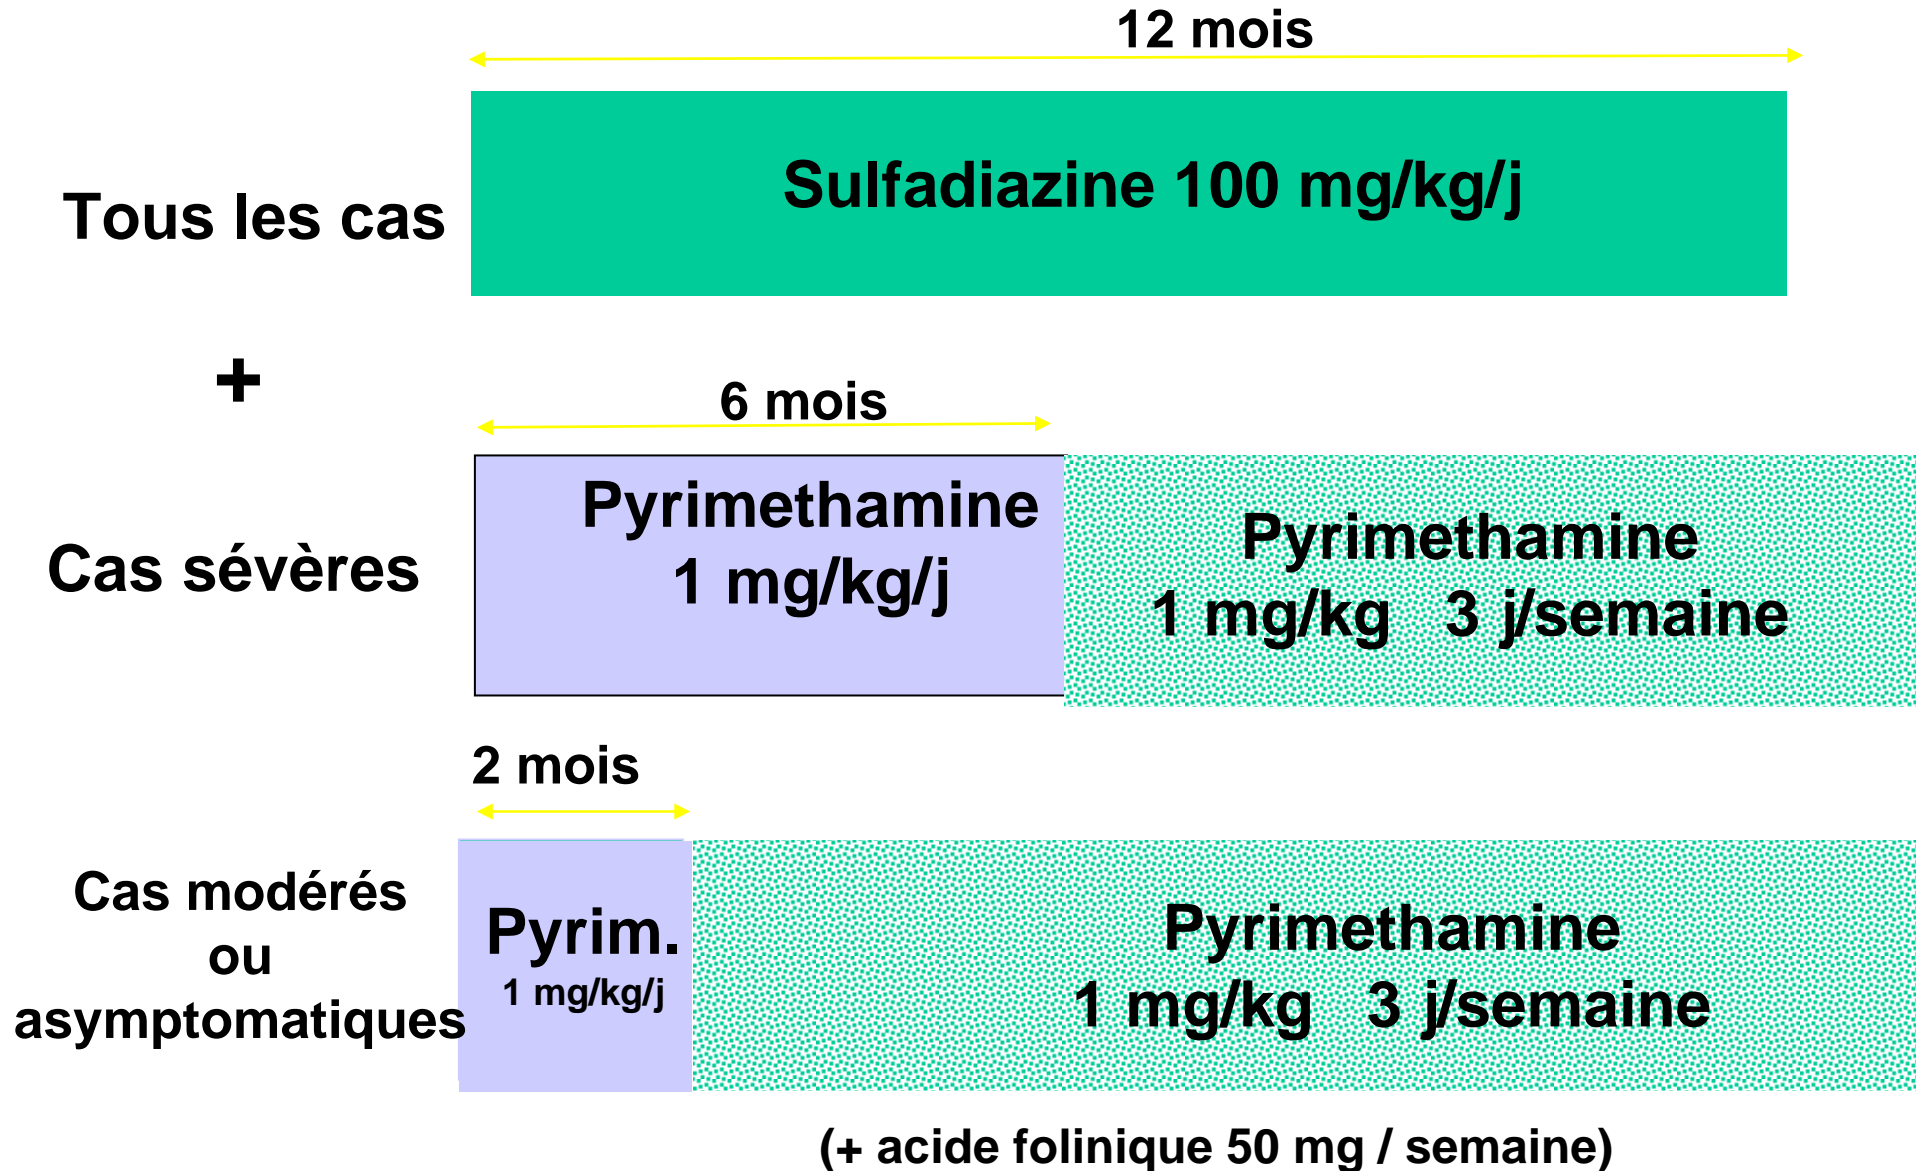 12 mois
Sulfadiazine 100 mg/kg/j
Tous les cas
+
6 mois
Pyrimethamine
1 mg/kg/j
Pyrimethamine
1 mg/kg 3 j/semaine
Cas sévères
2 mois
Cas modérés
ou
asymptomatiques
Pyrim.
1 mg/kg/j
Pyrimethamine
1 mg/kg 3 j/semaine
(+ acide folinique 50 mg / semaine)